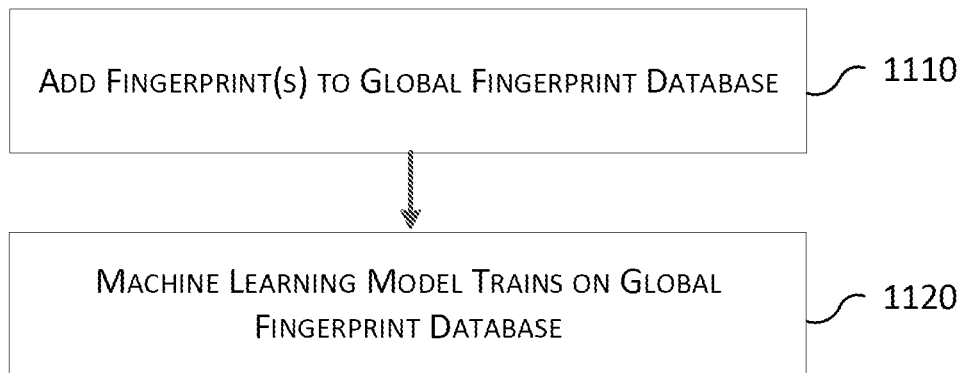 ADD FINGERPRINT(S) TO GLOBAL FINGERPRINT DATABASE
1110
MACHINE LEARNING MODEL TRAINS ON GLOBAL
FINGERPRINT DATABASE
1120